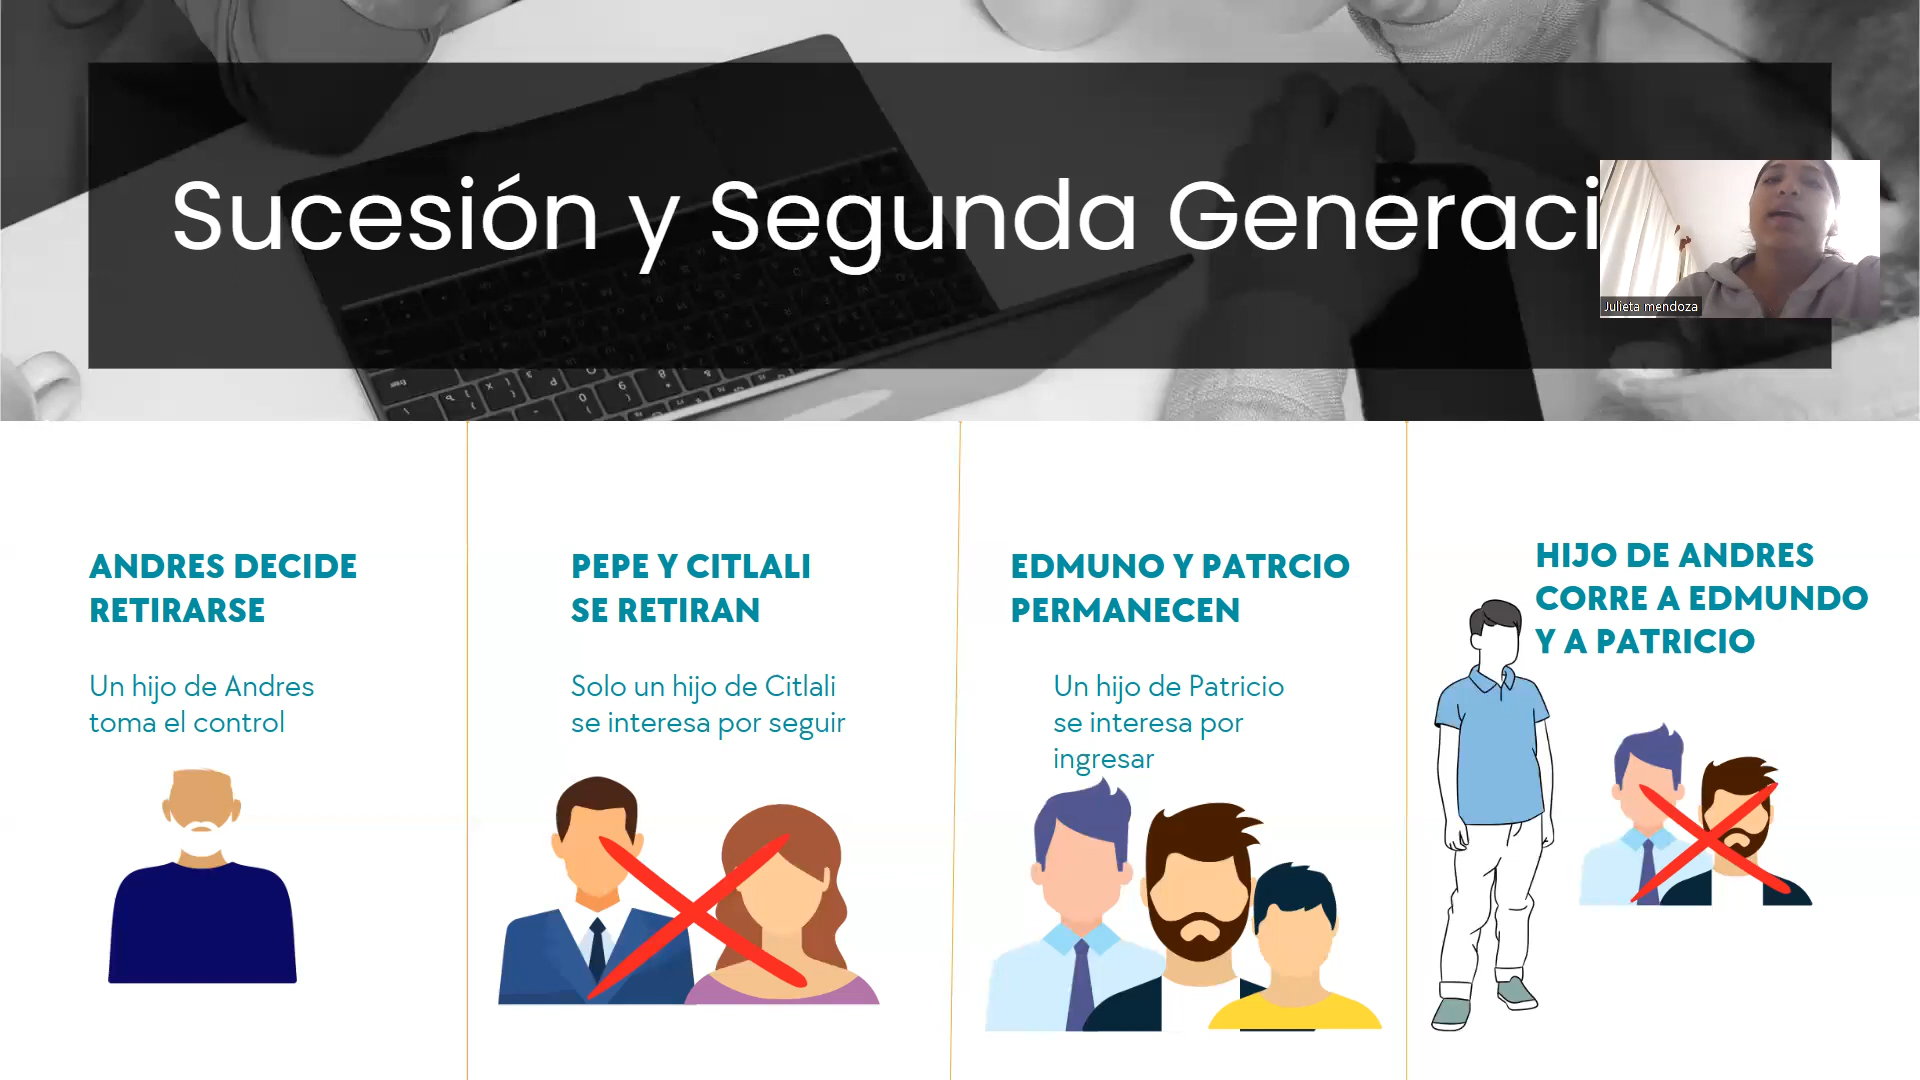 Sucesión y Segunda Generaci
Julieta mendoza
ANDRES DECIDE
RETIRARSE
Un hijo de Andres
toma el control
PEPE Y CITLALI
SE RETIRAN
Solo un hijo de Citlali
se interesa por seguir
EDMUNO Y PATRCIO
PERMANECEN
Un hijo de Patricio
se interesa por
ingresar
HIJO DE ANDRES
CORRE A EDMUNDO
Y A PATRICIO